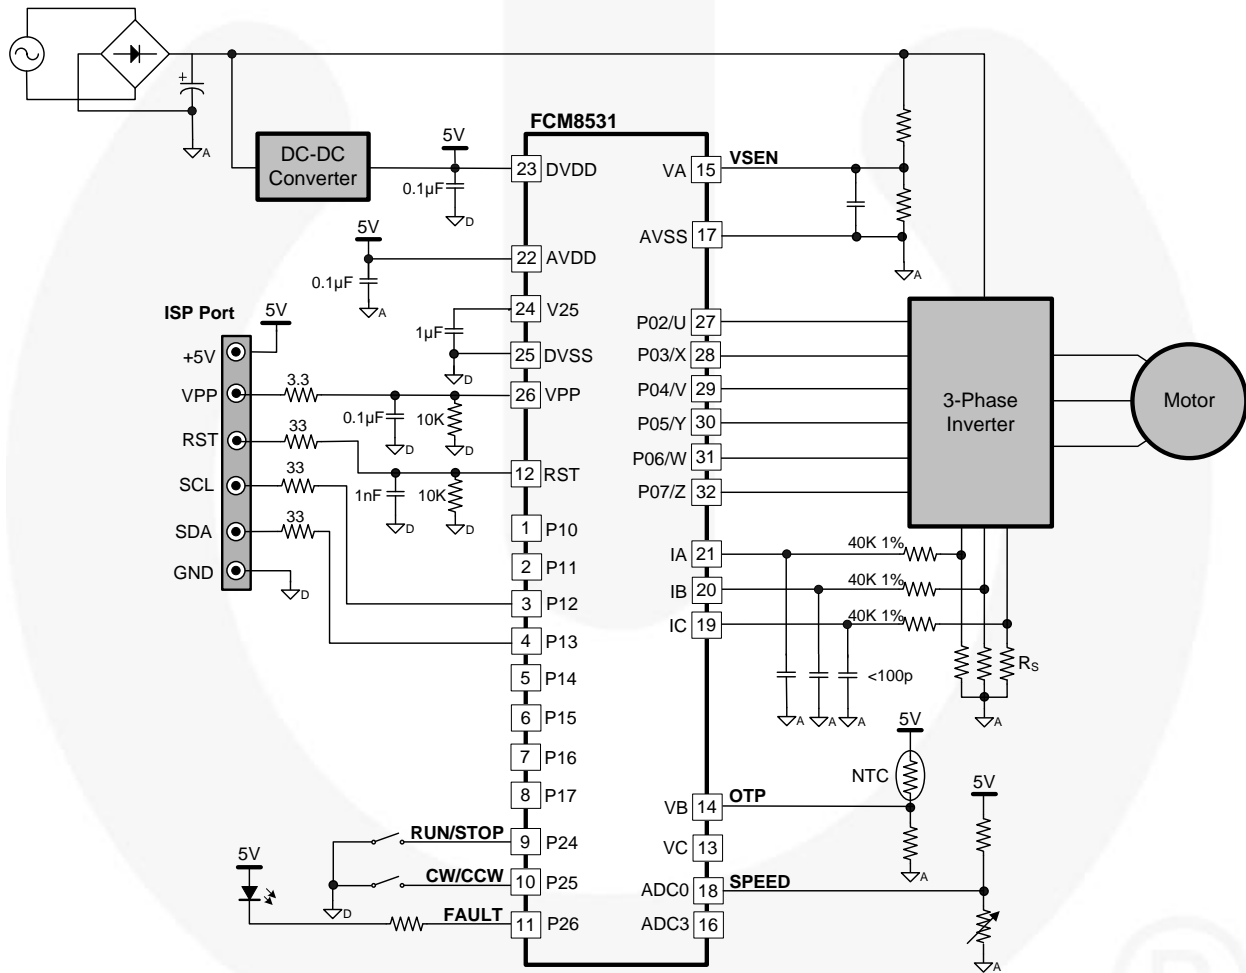 FCM8531
5V
DC-DC
Converter
0.1µF
D
A
23 DVDD
VA 15 VSEN
5V
0.1µF
A
22 AVDD
AVSS 17
A
ISP Port
5V
1µF
D
24 V25
25 DVSS
+5V
VPP
3.3
0.1µF
D
10K
D
26 VPP
RST
33
1nF
D
10K
D
12 RST
SCL
33
SDA
33
GND
D
P02/U 27
P03/X 28
P04/V 29
P05/Y 30
P06/W 31
P07/Z 32
3-Phase
Inverter
Motor
1 P10
2 P11
3 P12
4 P13
5 P14
6 P15
7 P16
8 P17
IA 21
40K 1%
IB 20
40K 1%
IC 19
40K 1%
<100p
RS
A
A
A
A
5V
NTC
VB 14 OTP
A
VC 13
5V
ADC0 18 SPEED
ADC3 16
A
RUN/STOP
9 P24
CW/CCW
10 P25
D
5V
FAULT
11 P26
R